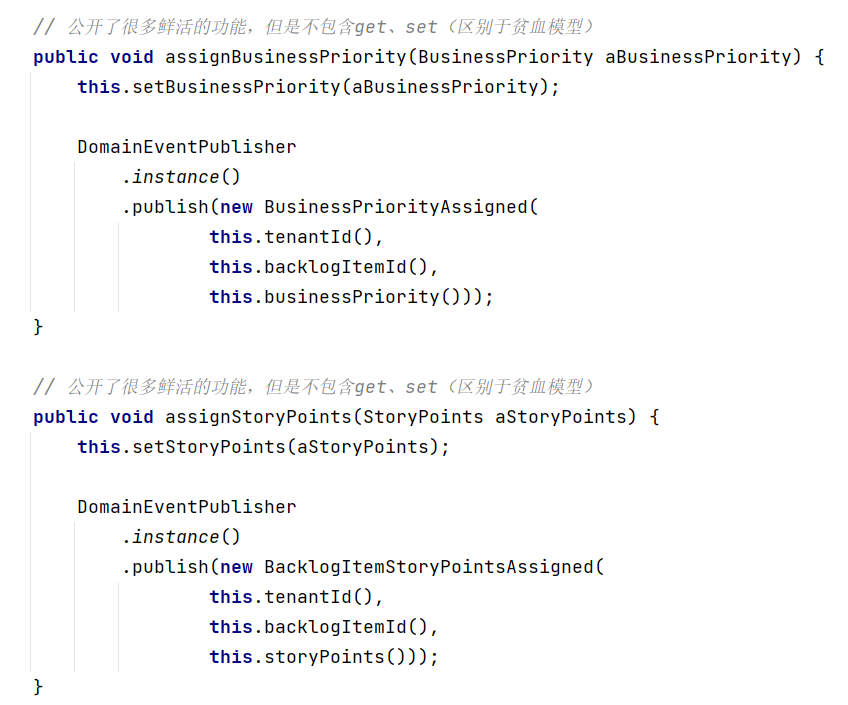 // 公开了很多鲜活的功能，但是不包含get、set（区别于贫血模型）
public void assignBusinessPriority(BusinessPriority aBusinessPriority) {
    this.setBusinessPriority(aBusinessPriority);

    DomainEventPublisher
        .instance()
        .publish(new BusinessPriorityAssigned(
                this.tenantId(),
                this.backlogItemId(),
                this.businessPriority()));
}

// 公开了很多鲜活的功能，但是不包含get、set（区别于贫血模型）
public void assignStoryPoints(StoryPoints aStoryPoints) {
    this.setStoryPoints(aStoryPoints);

    DomainEventPublisher
        .instance()
        .publish(new BacklogItemStoryPointsAssigned(
                this.tenantId(),
                this.backlogItemId(),
                this.storyPoints()));
}